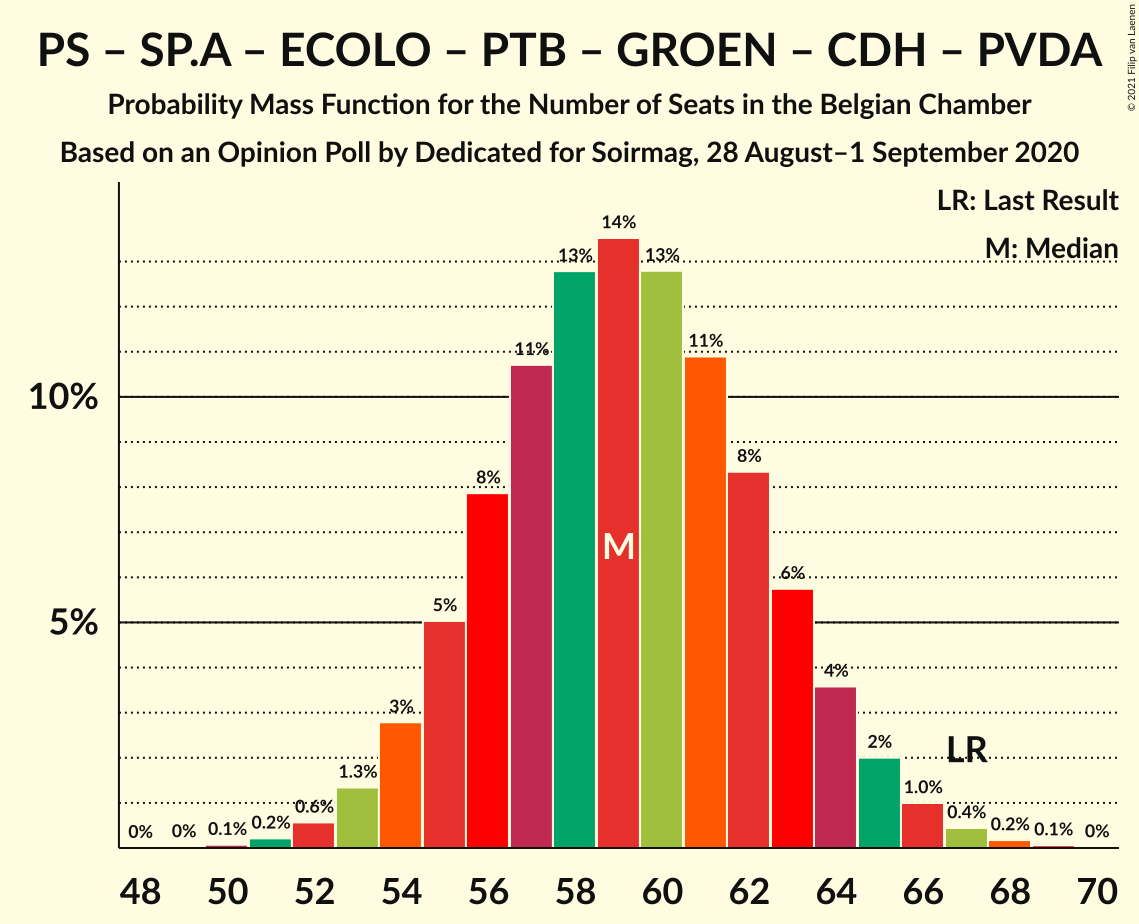 PS – SP.A – ECOLO – PTB – GROEN – CDH – PVDA
Probability Mass Function for the Number of Seats in the Belgian Chamber
Based on an Opinion Poll by Dedicated for Soirmag, 28 August–1 September 2020
© 2021 Filip van Laenen
LR: Last Result
M: Median
14%
13% 13%
11% 11%
10%
8% 8%
M
6%
5%
5%
4%
3%
2%
LR
1.3%
1.0%
0.6% 0.4%
0% 0% 0.1% 0.2% 0.2% 0.1% 0%
48 50 52 54 56 58 60 62 64 66 68 70